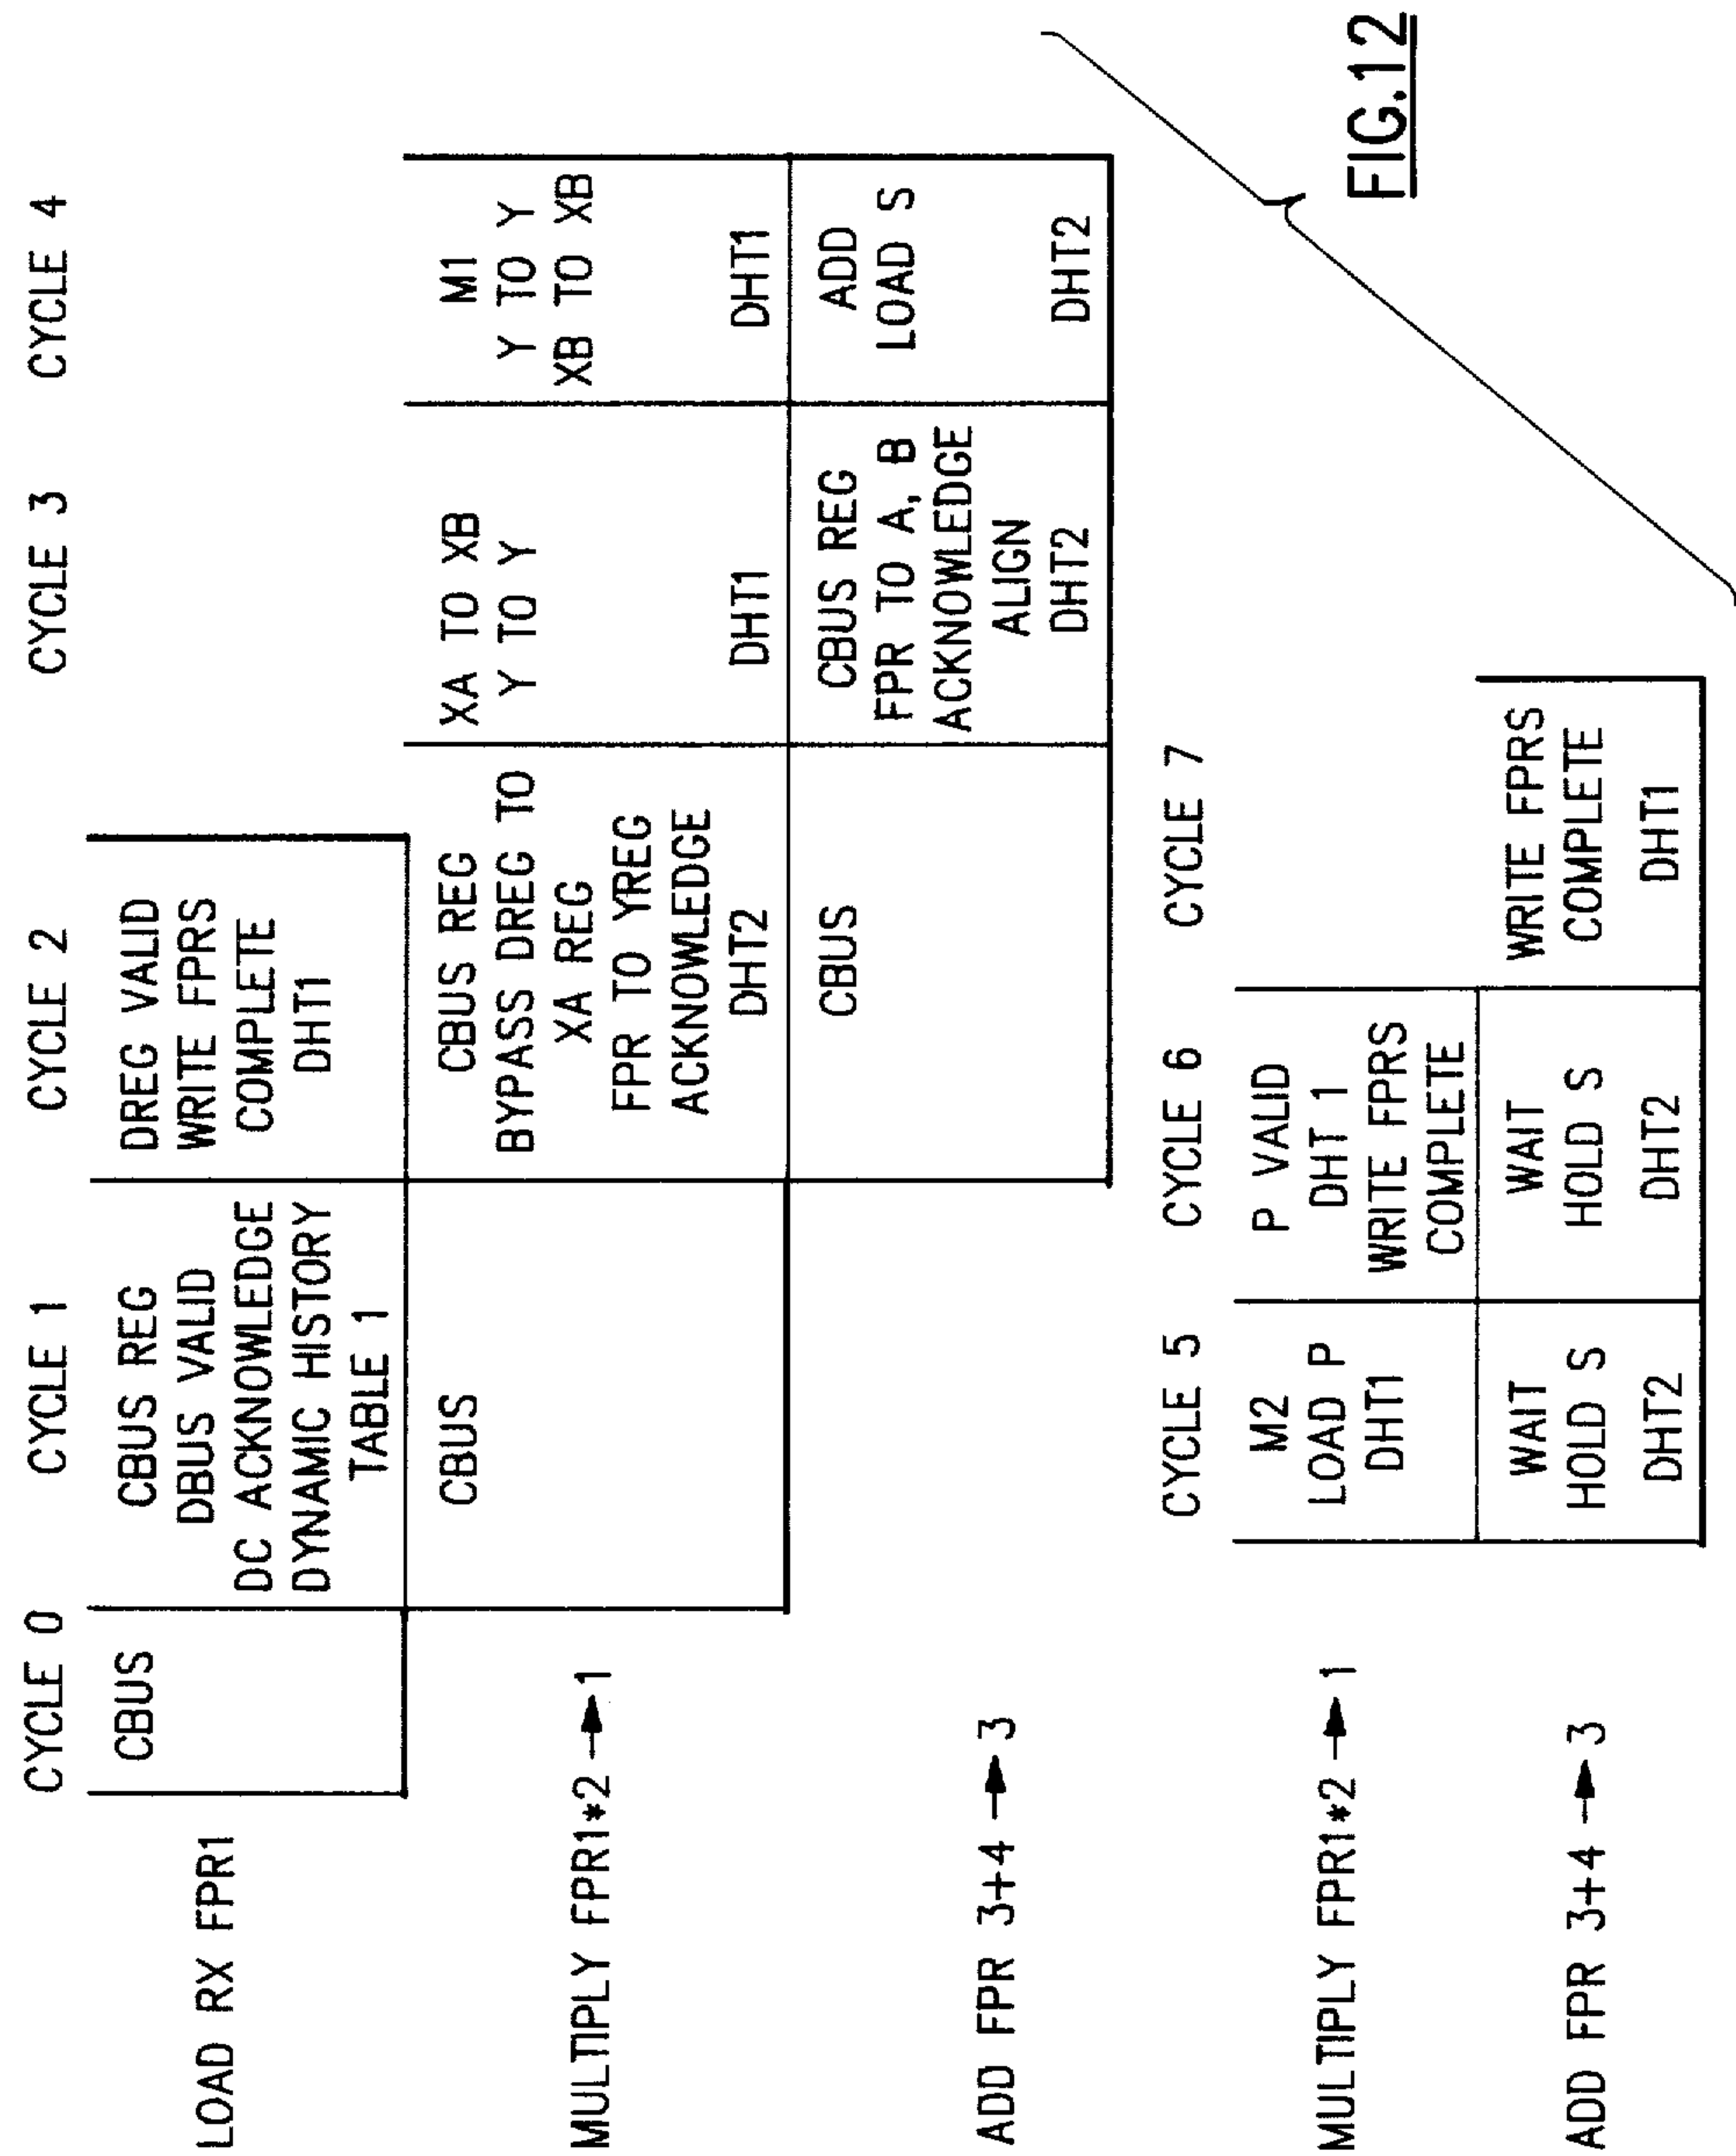 CYCLE 0
CYCLE 1
CYCLE 2
CYCLE 3
CYCLE 4
LOAD RX FPR1
CBUS
CBUS REG
DBUS VALID
DC ACKNOWLEDGE
DYNAMIC HISTORY
TABLE 1
DREG VALID
WRITE FPRS
COMPLETE
DHT1
MULTIPLY FPR1*2 → 1
CBUS
CBUS REG
BYPASS DREG TO
XA REG
FPR TO YREG
ACKNOWLEDGE
DHT2
XA TO XB
Y TO Y
DHT1
M1
Y TO Y
XB TO XB
DHT1
ADD FPR 3+4 → 3
CBUS
CBUS REG
FPR TO A, B
ACKNOWLEDGE
ALIGN
DHT2
ADD
LOAD S
DHT2
CYCLE 5
CYCLE 6
CYCLE 7
MULTIPLY FPR1*2 → 1
M2
LOAD P
DHT1
P VALID
DHT 1
WRITE FPRS
COMPLETE
ADD FPR 3+4 → 3
WAIT
HOLD S
DHT2
WAIT
HOLD S
DHT2
WRITE FPRS
COMPLETE
DHT1
FIG.12